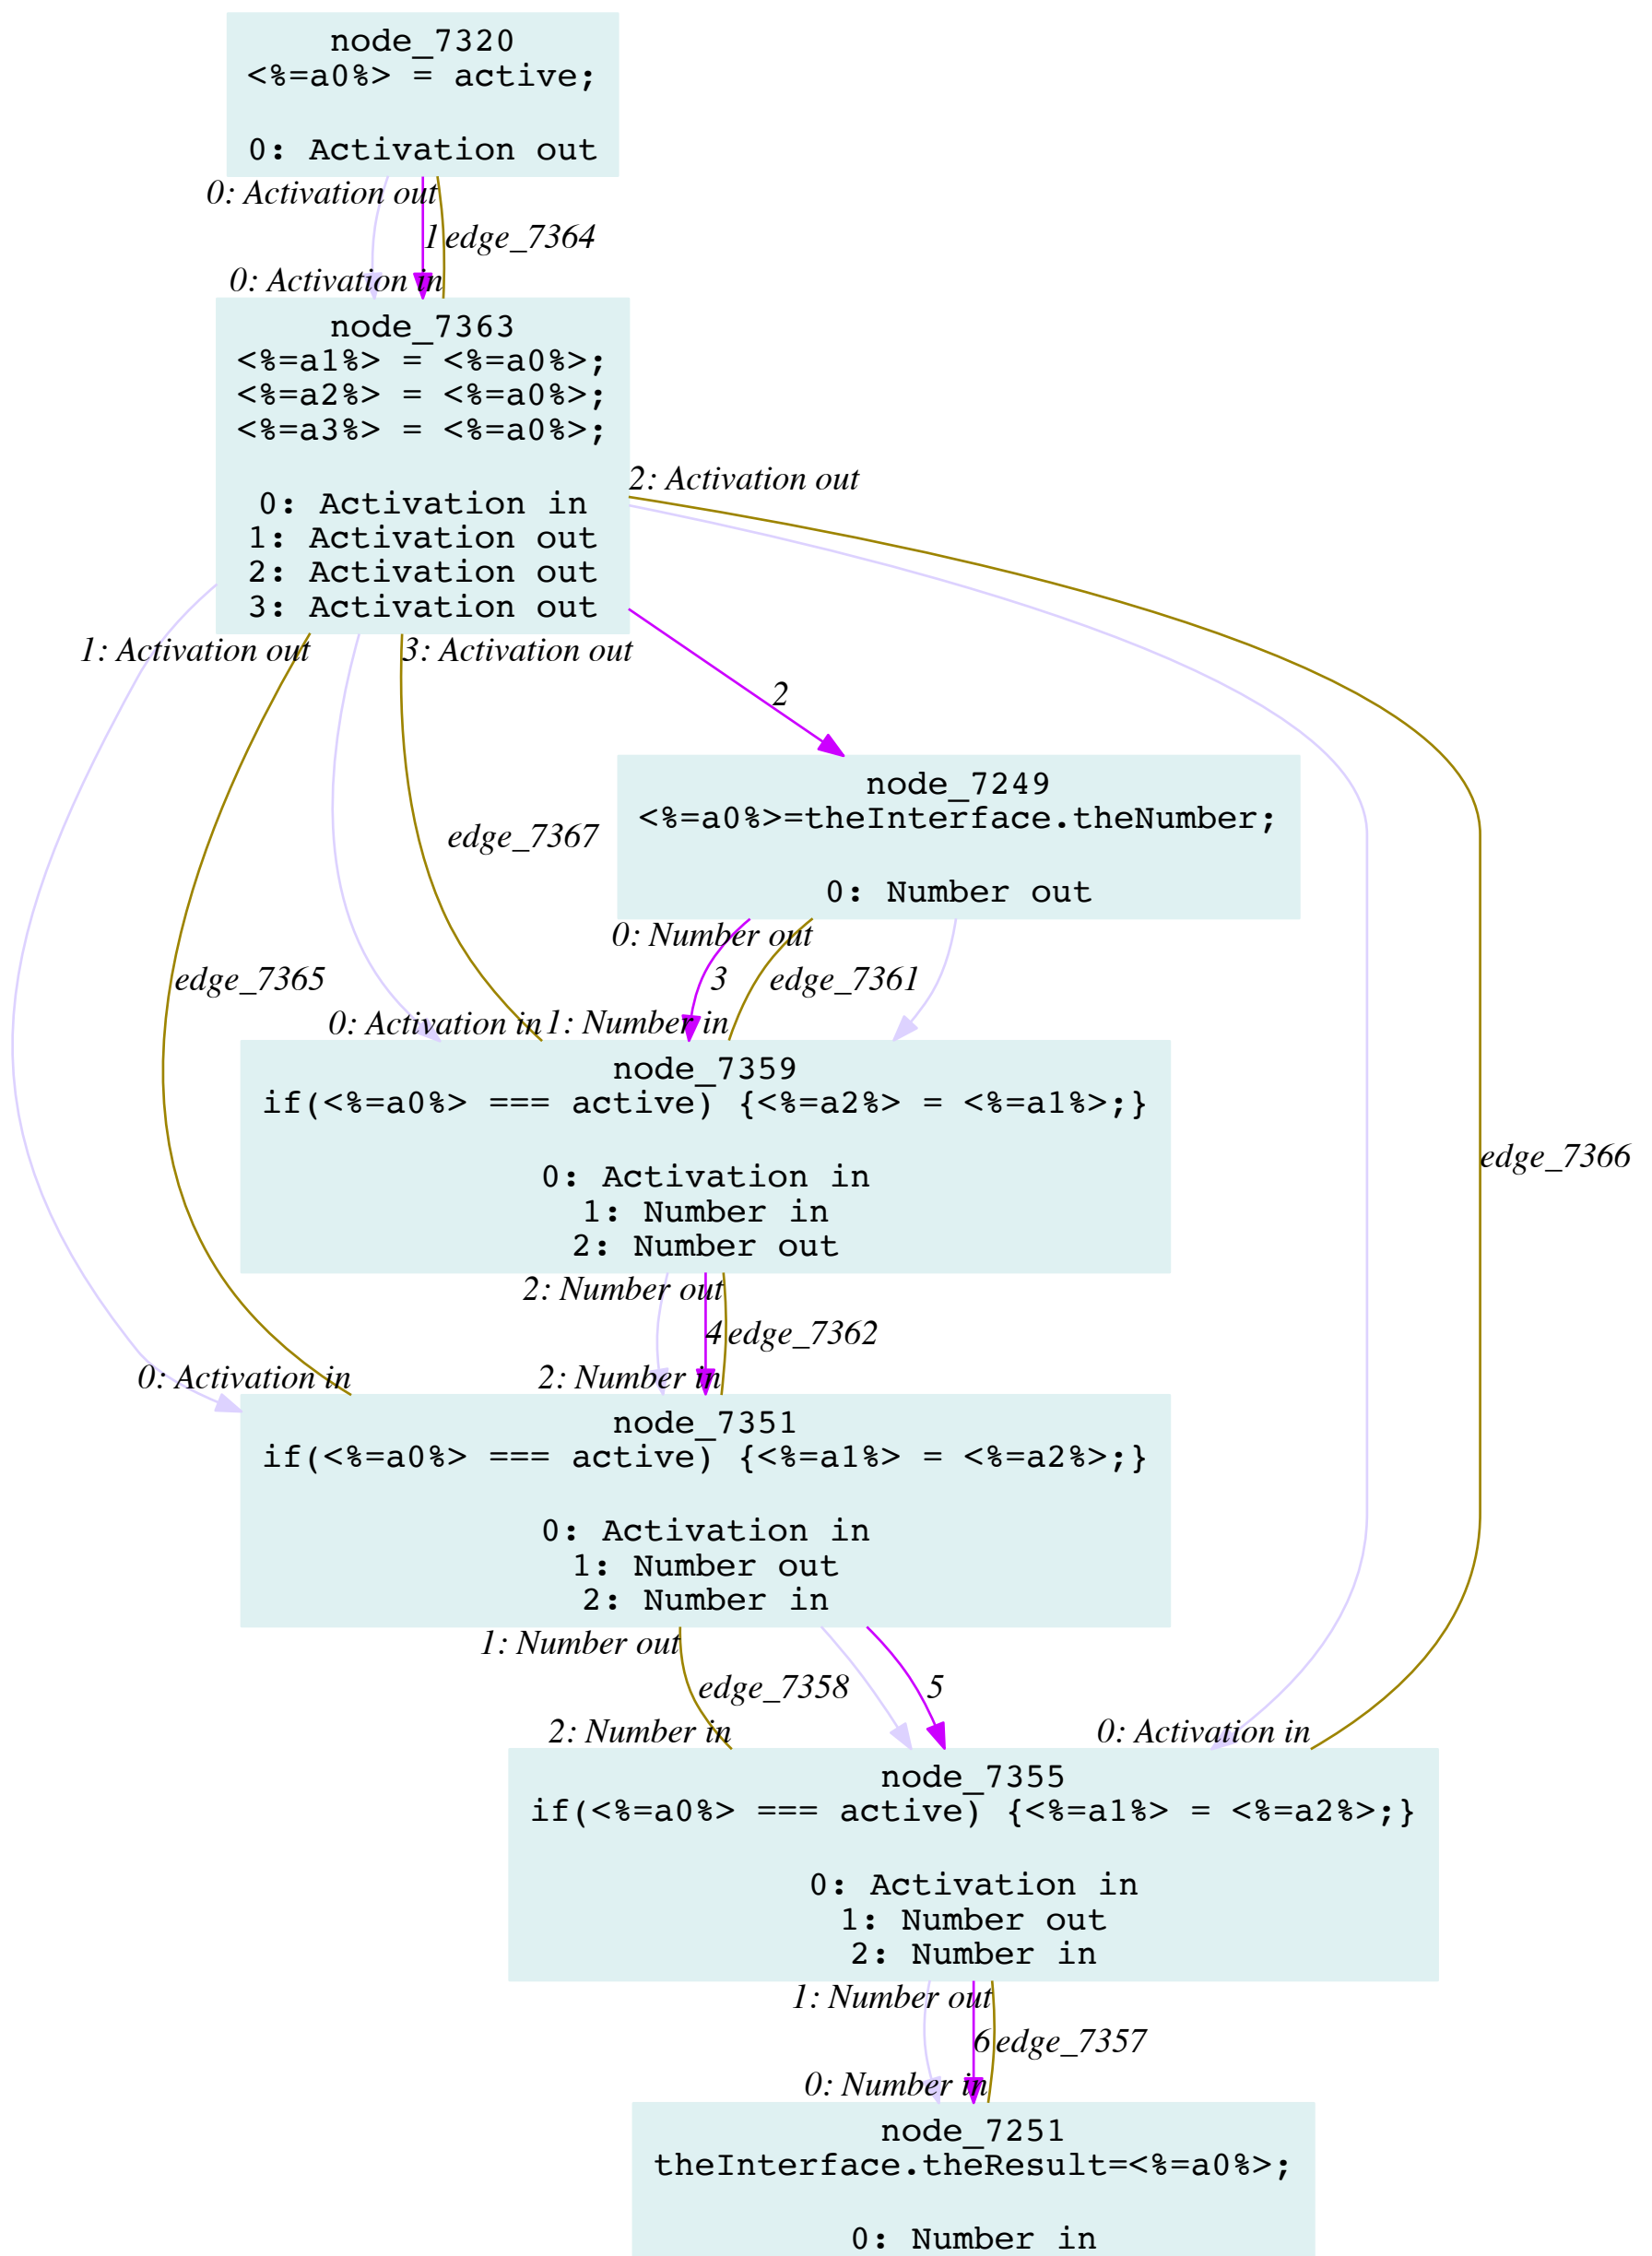 node_7320
<%=a0%> = active;
0: Activation out
0: Activation out
1 edge_7364
0: Activation in
node_7363
<%=a1%> = <%=a0%>;
<%=a2%> = <%=a0%>;
<%=a3%> = <%=a0%>;
2: Activation out
0: Activation in
1: Activation out
2: Activation out
3: Activation out
1: Activation out
3: Activation out
2
node_7249
<%=a0%>=theInterface.theNumber;
edge_7367
0: Number out
0: Number out
edge_7365
3
edge_7361
0: Activation in
1: Number in
node_7359
if(<%=a0%> === active) {<%=a2%> = <%=a1%>;}
edge_7366
0: Activation in
1: Number in
2: Number out
2: Number out
4 edge_7362
0: Activation in
2: Number in
node_7351
if(<%=a0%> === active) {<%=a1%> = <%=a2%>;}
0: Activation in
1: Number out
2: Number in
1: Number out
edge_7358
5
2: Number in
0: Activation in
node_7355
if(<%=a0%> === active) {<%=a1%> = <%=a2%>;}
0: Activation in
1: Number out
2: Number in
1: Number out
6 edge_7357
0: Number in
node_7251
theInterface.theResult=<%=a0%>;
0: Number in